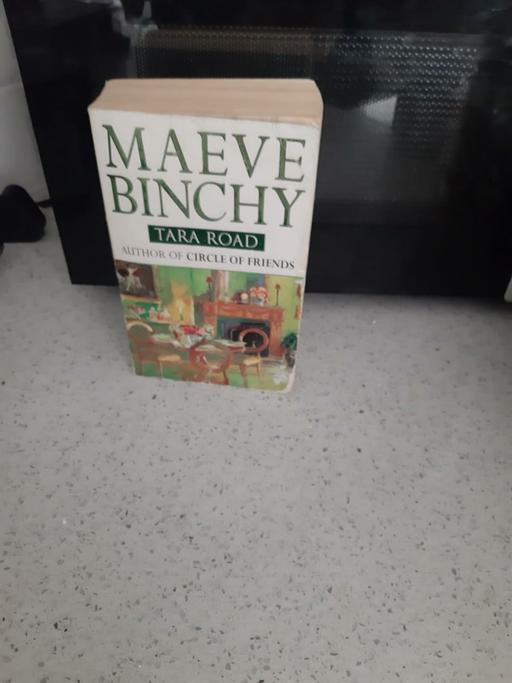 MAEVE
BINCHY
TARA ROAD
AUTHOR OF CIRCLE OF FRIENDS